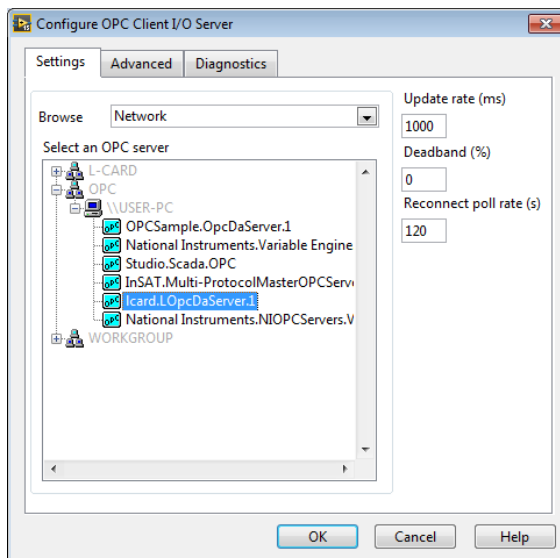 Configure OPC Client I/O Server
Settings Advanced Diagnostics
Browse Network
Select an OPC server
L-CARD
OPC
\\USER-PC
OPCSample.OpcDaServer.1
National Instruments.Variable Engine
Studio.Scada.OPC
InSAT.Multi-ProtocolMasterOPCServ
lcard.LOpcDaServer.1
National Instruments.NIOPCServers.V
WORKGROUP
Update rate (ms)
1000
Deadband (%)
0
Reconnect poll rate (s)
120
OK Cancel Help